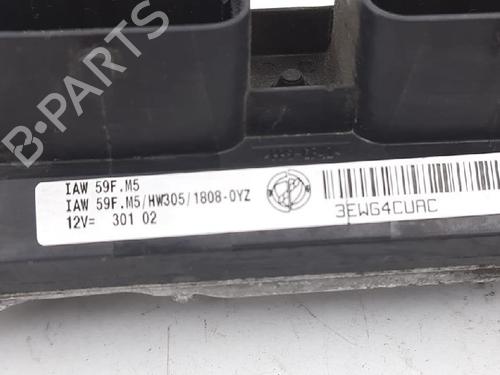 B-PARTS
IAW 59F.M5
IAW 59F.M5/HW305/1808-0YZ
12V= 301 02
3EWG4CUAC